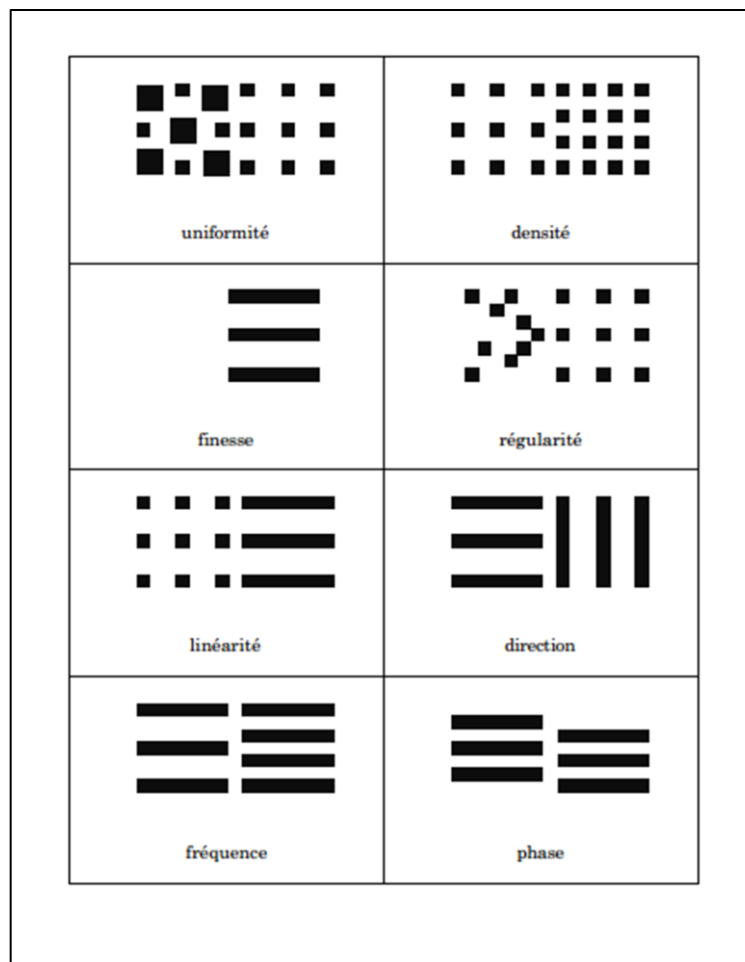 uniformité
densité
finesse
régularité
linéarité
direction
fréquence
phase